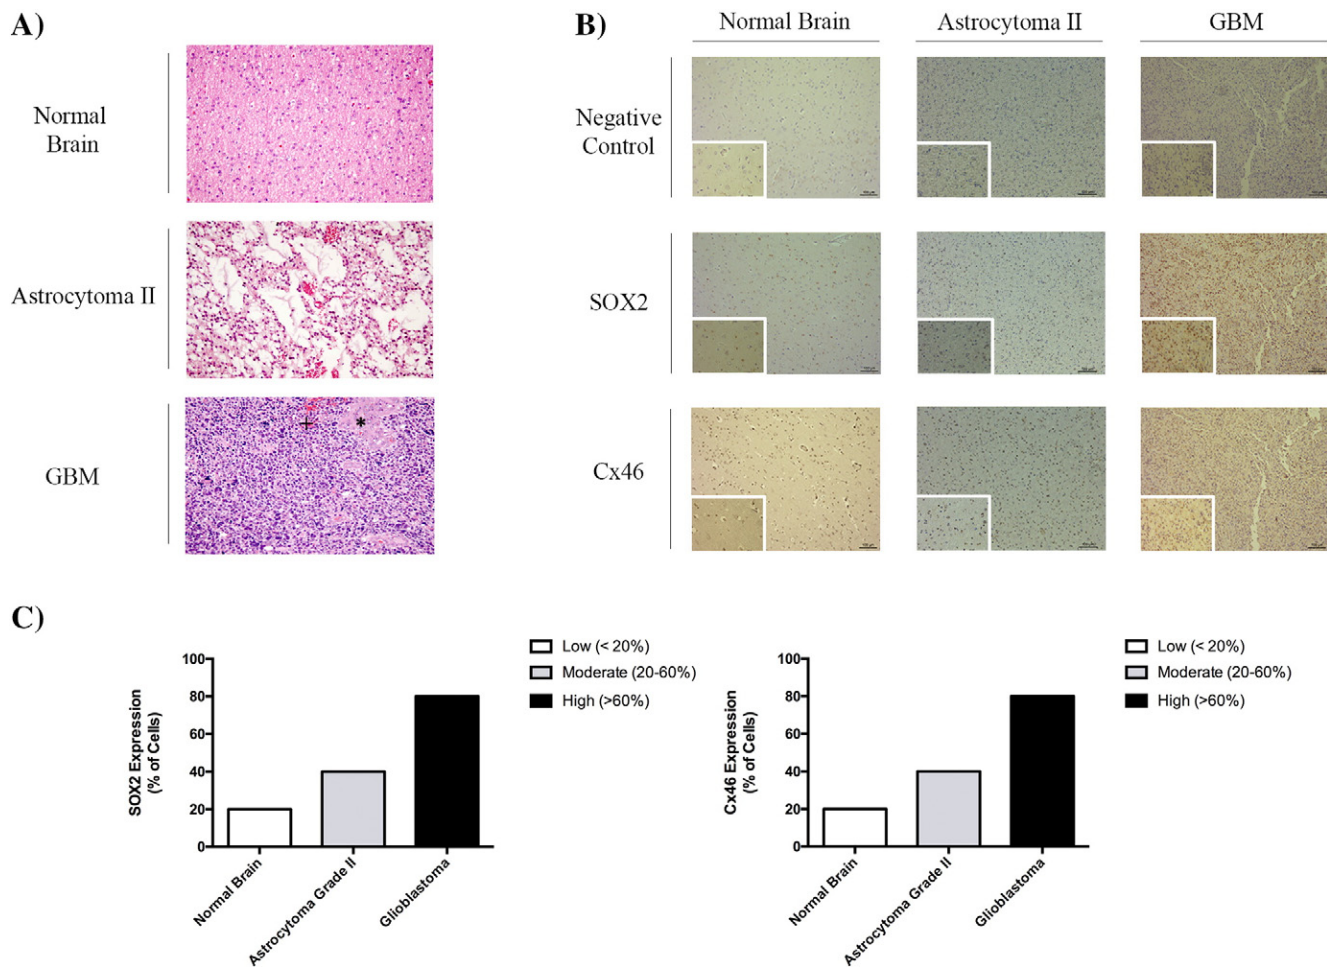 A)
Normal
Brain
Astrocytoma II
GBM
+
*
B)
Normal Brain
Astrocytoma II
GBM
Negative
Control
SOX2
Cx46
C)
SOX2 Expression
(% of Cells)
100
80
60
40
20
0
Normal Brain
Astrocytoma Grade II
Glioblastoma
Low (< 20%)
Moderate (20-60%)
High (>60%)
Cx46 Expression
(% of Cells)
100
80
60
40
20
0
Normal Brain
Astrocytoma Grade II
Glioblastoma
Low (< 20%)
Moderate (20-60%)
High (>60%)